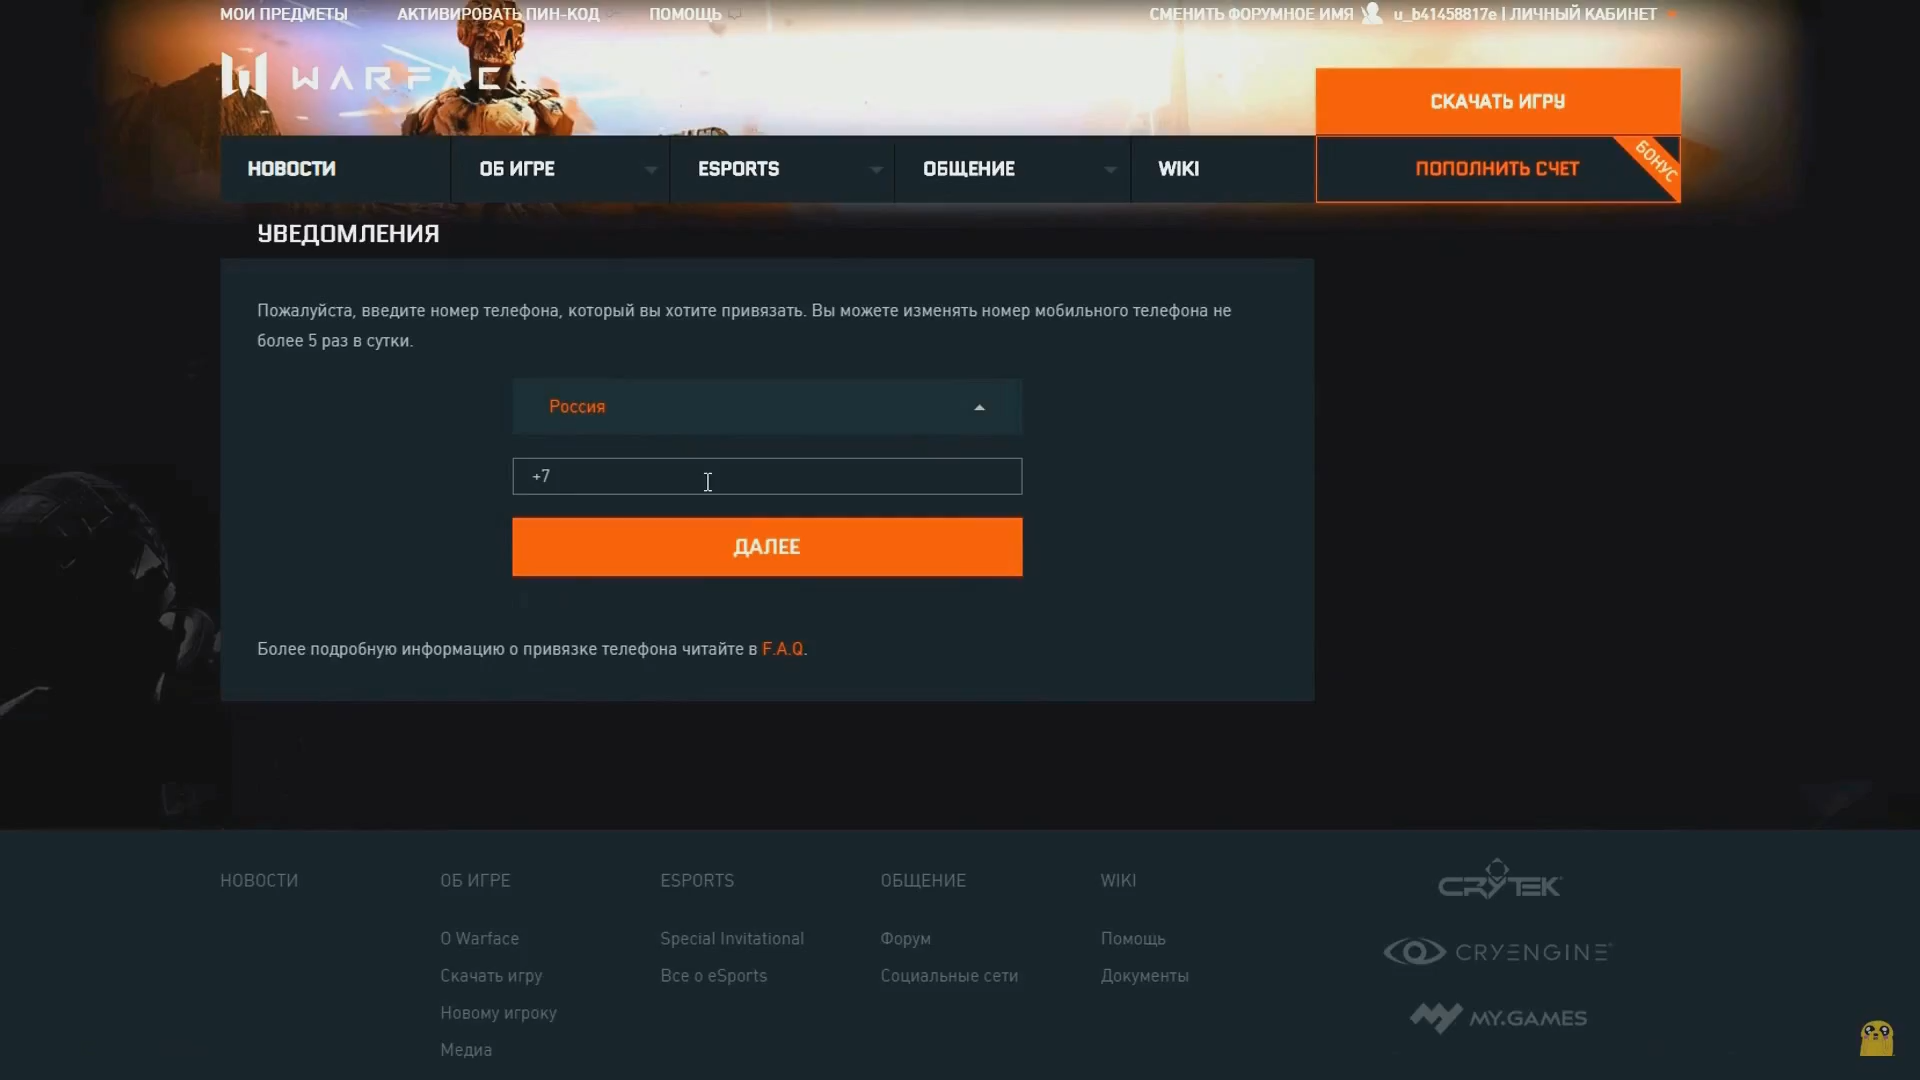 МОИ ПРЕДМЕТЫ
АКТИВИРОВАТЬ ПИН-КОД
ПОМОЩЬ
СМЕНИТЬ ФОРУМНОЕ ИМЯ
u_b41458817e | ЛИЧНЫЙ КАБИНЕТ
WARFACE
СКАЧАТЬ ИГРУ
НОВОСТИ
ОБ ИГРЕ
ESPORTS
ОБЩЕНИЕ
WIKI
ПОПОЛНИТЬ СЧЕТ
БОНУС
УВЕДОМЛЕНИЯ
Пожалуйста, введите номер телефона, который вы хотите привязать. Вы можете изменять номер мобильного телефона не
более 5 раз в сутки.
Россия
+7
ДАЛЕЕ
Более подробную информацию о привязке телефона читайте в F.A.Q.
НОВОСТИ
ОБ ИГРЕ
ESPORTS
ОБЩЕНИЕ
WIKI
О Warface
Special Invitational
Форум
Помощь
Скачать игру
Все о eSports
Социальные сети
Документы
Новому игроку
Медиа
CRYTEK
CRYENGINE
MY.GAMES